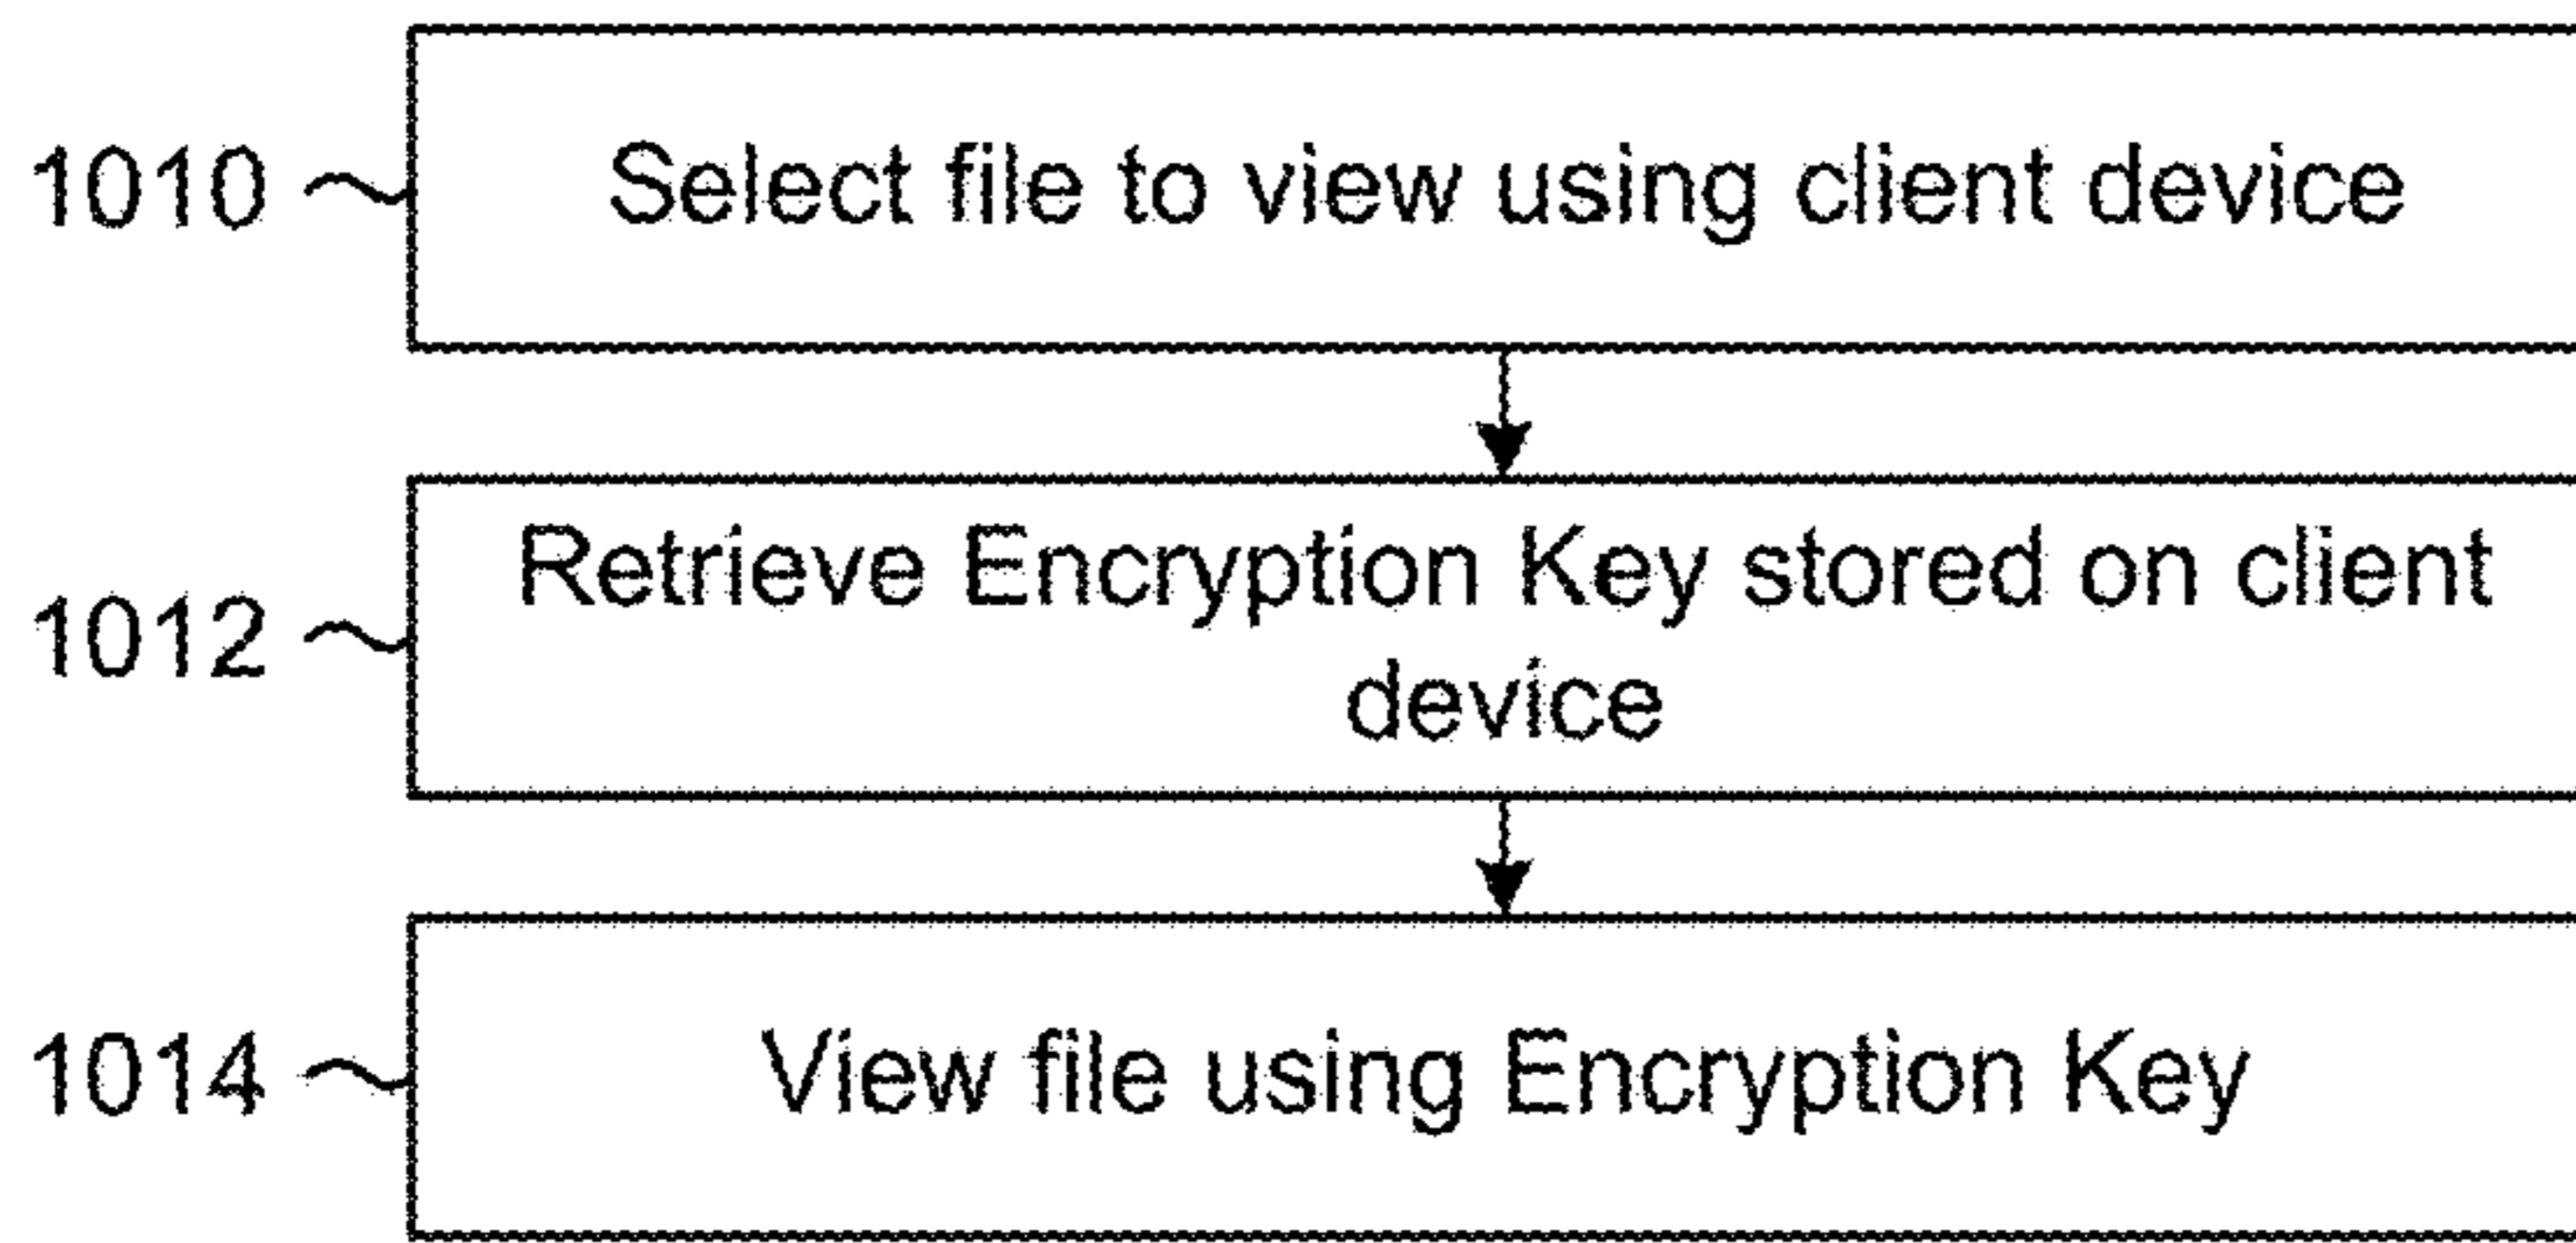 1010
Select file to view using client device
1012
Retrieve Encryption Key stored on client
device
1014
View file using Encryption Key